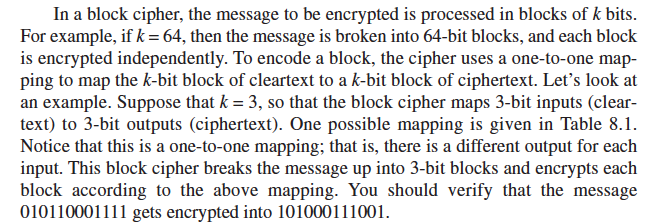 In a block cipher, the message to be encrypted is processed in blocks of k bits.
For example, if k = 64, then the message is broken into 64-bit blocks, and each block
is encrypted independently. To encode a block, the cipher uses a one-to-one map-
ping to map the k-bit block of cleartext to a k-bit block of ciphertext. Let's look at
an example. Suppose that k = 3, so that the block cipher maps 3-bit inputs (clear-
text) to 3-bit outputs (ciphertext). One possible mapping is given in Table 8.1.
Notice that this is a one-to-one mapping; that is, there is a different output for each
input. This block cipher breaks the message up into 3-bit blocks and encrypts each
block according to the above mapping. You should verify that the message
010110001111 gets encrypted into 101000111001.